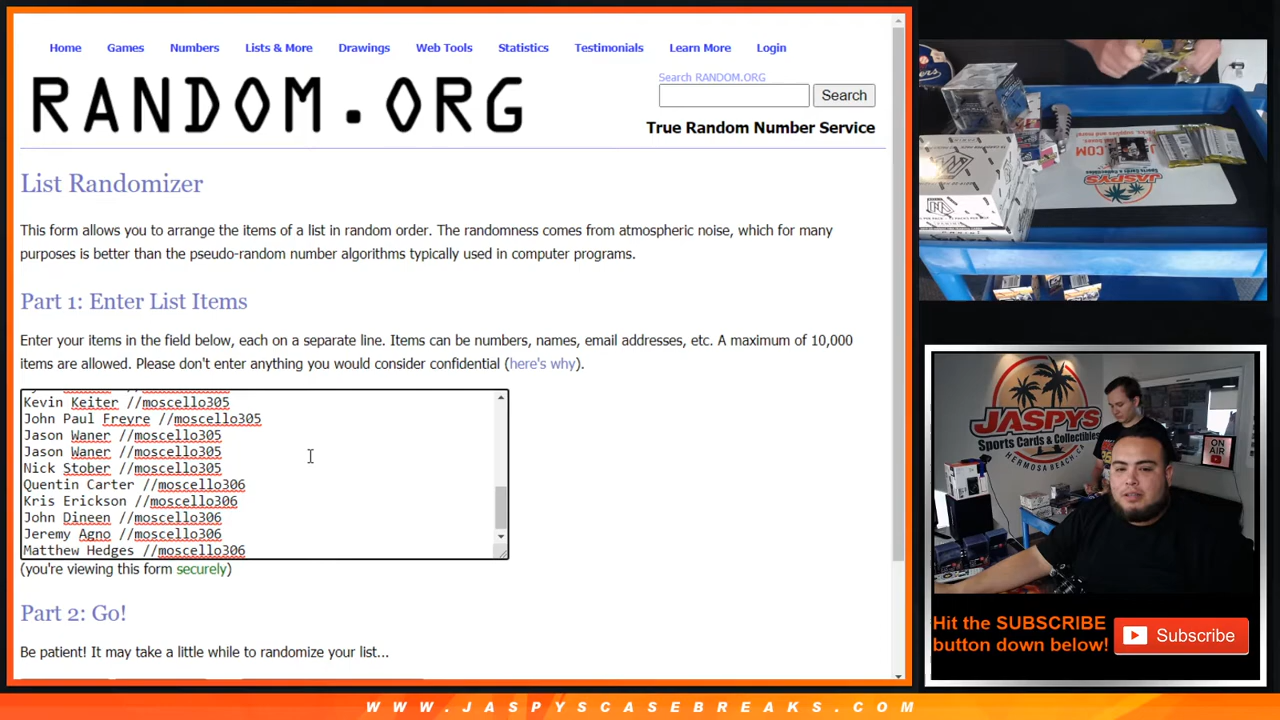 Home Games Numbers Lists & More Drawings Web Tools Statistics Testimonials Learn More Login
RANDOM.ORG
Search RANDOM.ORG
Search
True Random Number Service
List Randomizer
This form allows you to arrange the items of a list in random order. The randomness comes from atmospheric noise, which for many
purposes is better than the pseudo-random number algorithms typically used in computer programs.
Part 1: Enter List Items
Enter your items in the field below, each on a separate line. Items can be numbers, names, email addresses, etc. A maximum of 10,000
items are allowed. Please don't enter anything you would consider confidential (here's why).
Kevin Keiter //moscello305
John Paul Freyre //moscello305
Jason Waner //moscello305
Jason Waner //moscello305
Nick Stober //moscello305
Quentin Carter //moscello306
Kris Erickson //moscello306
John Dineen //moscello306
Jeremy Agno //moscello306
Matthew Hedges //moscello306
(you're viewing this form securely)
Part 2: Go!
Be patient! It may take a little while to randomize your list...
JASPYS
Sports Cards & Collectibles
HERMOSA BEACH, CA
ON AIR
Hit the SUBSCRIBE
button down below!
Subscribe
WWW.JASPYSCASEBREAKS.COM